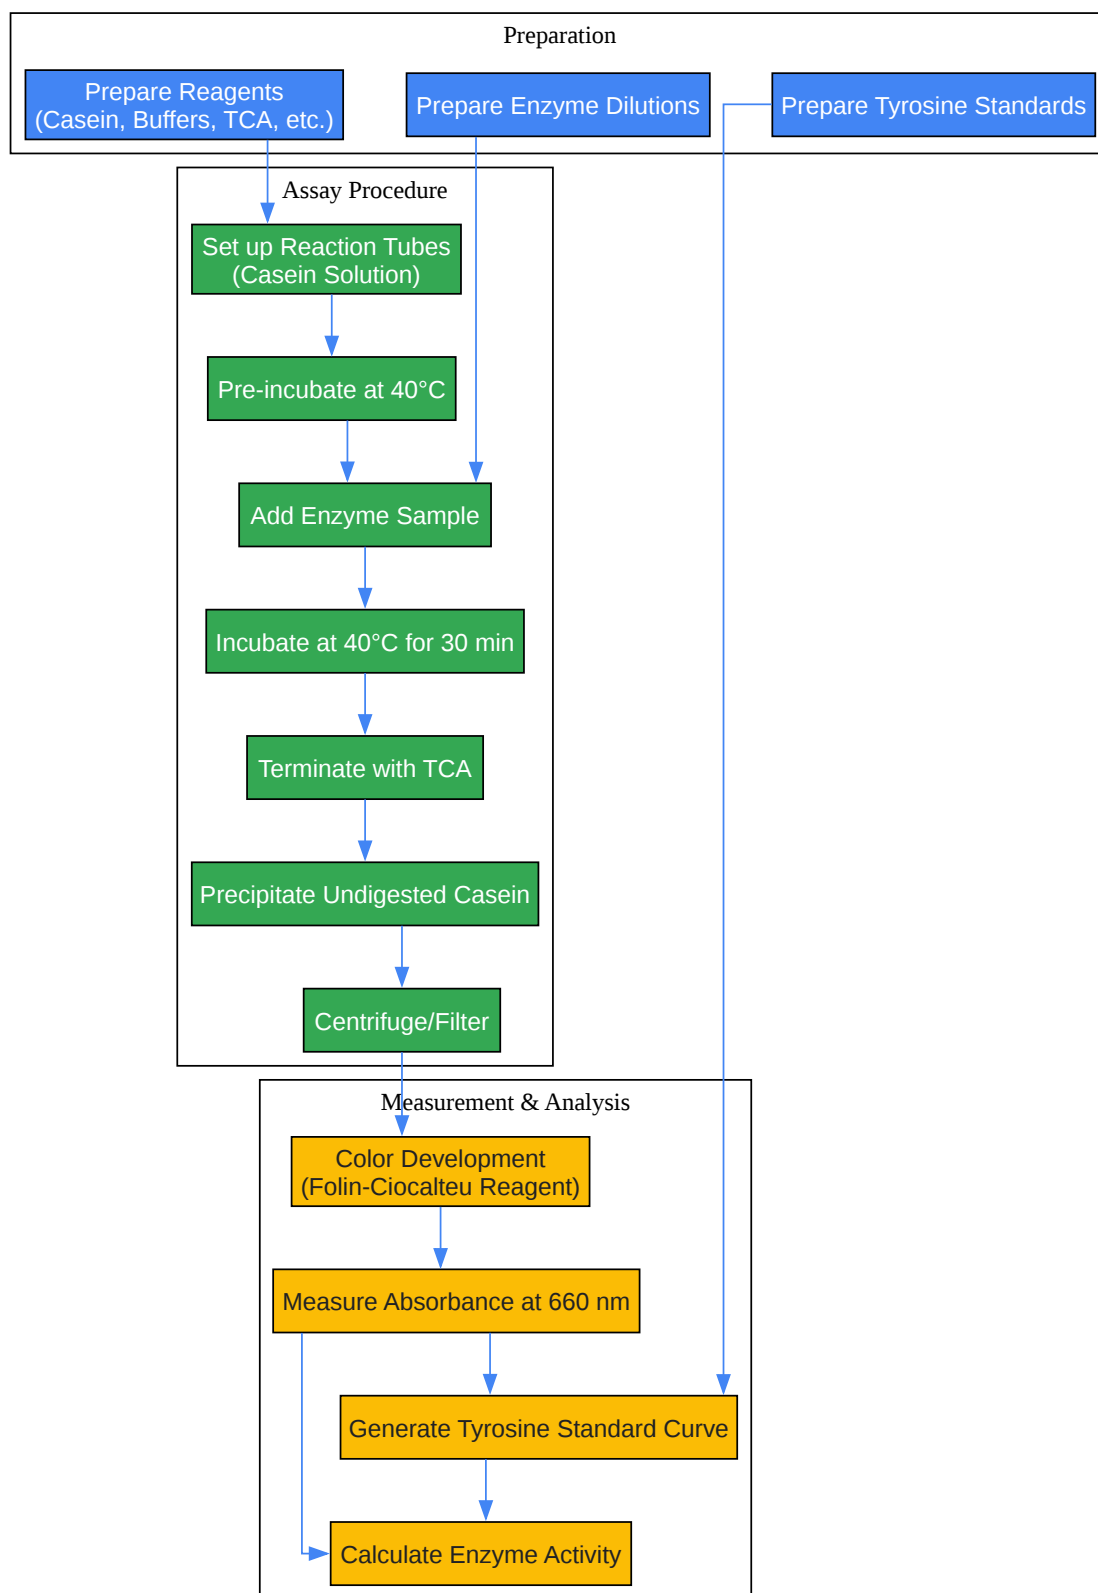 Preparation
Prepare Reagents
(Casein, Buffers, TCA, etc.)
Prepare Enzyme Dilutions
Prepare Tyrosine Standards
Assay Procedure
Set up Reaction Tubes
(Casein Solution)
Pre-incubate at 40°C
Add Enzyme Sample
Incubate at 40°C for 30 min
Terminate with TCA
Precipitate Undigested Casein
Centrifuge/Filter
Measurement & Analysis
Color Development
(Folin-Ciocalteu Reagent)
Measure Absorbance at 660 nm
Generate Tyrosine Standard Curve
Calculate Enzyme Activity